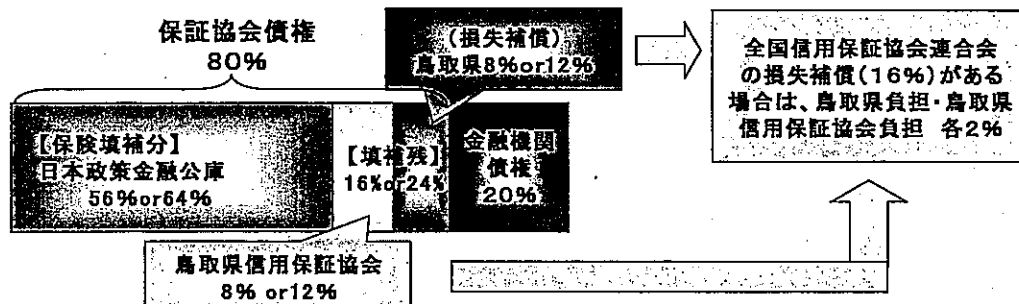 保証協会債権
80%
(損失補償)
鳥取県8%or12%
全国信用保証協会連合会
の損失補償(16%)がある
場合は、鳥取県負担・鳥取県
信用保証協会負担 各2%
【保険填補分】
日本政策金融公庫
56%or64%
【填補残】
16%or24%
金融機関
債権
20%
鳥取県信用保証協会
8% or12%